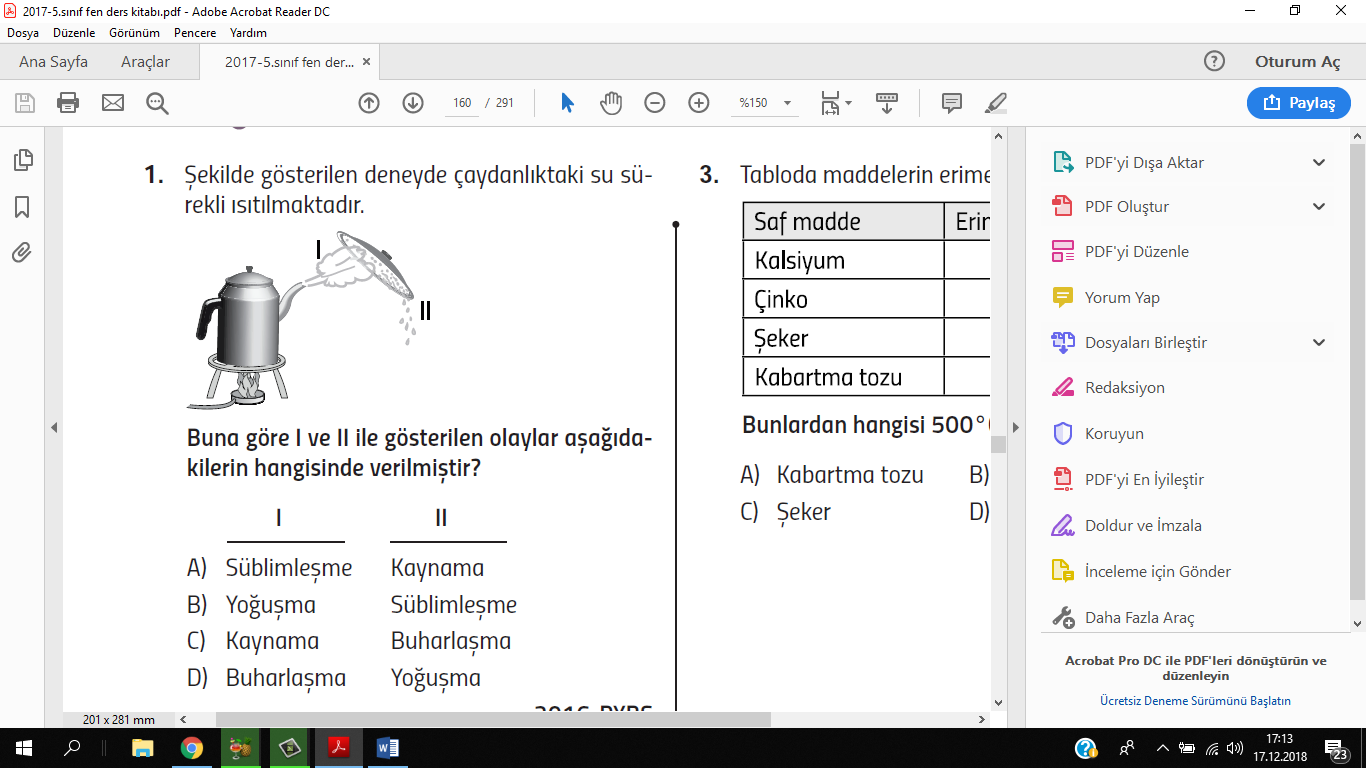 2017-5.sınıf fen ders kitabı.pdf - Adobe Acrobat Reader DC
Dosya Düzenle Görünüm Pencere Yardım
Ana Sayfa Araçlar 2017-5.sınıf fen der... × Oturum Aç
160 / 291 %150 Paylaş
1. Şekilde gösterilen deneyde çaydanlıktaki su sü-
rekli ısıtılmaktadır.
I
II
Buna göre I ve II ile gösterilen olaylar aşağıda-
kilerin hangisinde verilmiştir?
I II
A) Süblimleşme Kaynama
B) Yoğuşma Süblimleşme
C) Kaynama Buharlaşma
D) Buharlaşma Yoğuşma
3. Tabloda maddelerin erime
Saf madde Erin
Kalsiyum
Çinko
Şeker
Kabartma tozu
Bunlardan hangisi 500°
A) Kabartma tozu B)
C) Şeker D)
PDF'yi Dışa Aktar
PDF Oluştur
PDF'yi Düzenle
Yorum Yap
Dosyaları Birleştir
Redaksiyon
Koruyun
PDF'yi En İyileştir
Doldur ve İmzala
İnceleme için Gönder
Daha Fazla Araç
Acrobat Pro DC ile PDF'leri dönüştürün ve
düzenleyin
Ücretsiz Deneme Sürümünü Başlatın
201 x 281 mm
17:13
17.12.2018
23